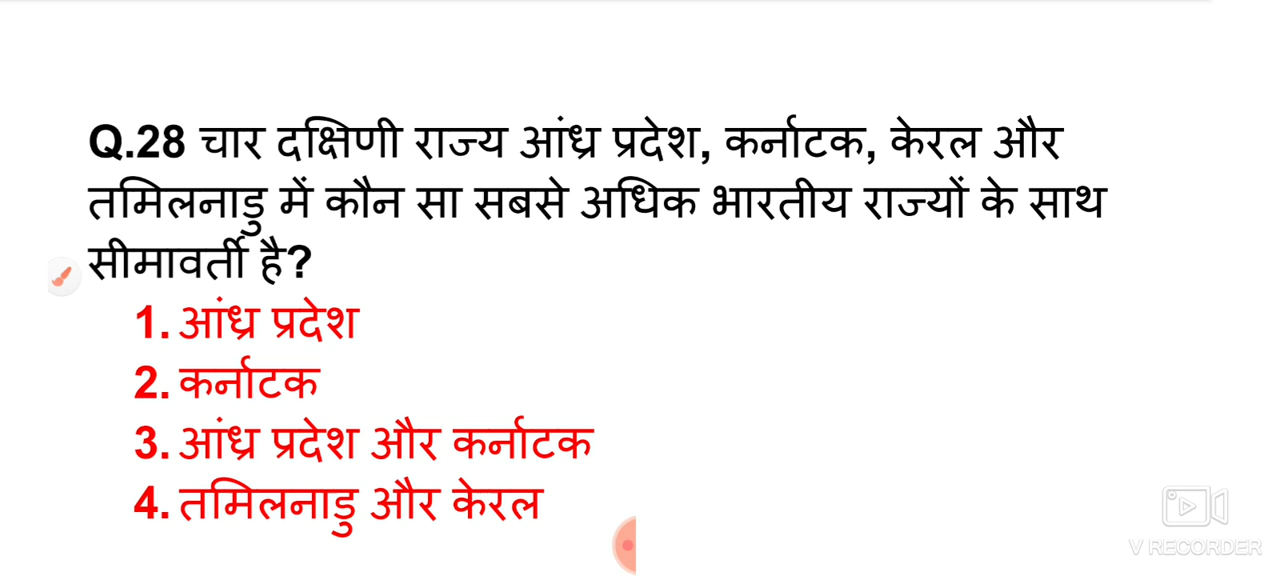 Q.28 चार दक्षिणी राज्य आंध्र प्रदेश, कर्नाटक, केरल और
तमिलनाडु में कौन सा सबसे अधिक भारतीय राज्यों के साथ
सीमावर्ती है?
1. आंध्र प्रदेश
2. कर्नाटक
3. आंध्र प्रदेश और कर्नाटक
4. तमिलनाडु और केरल
V RECORDER